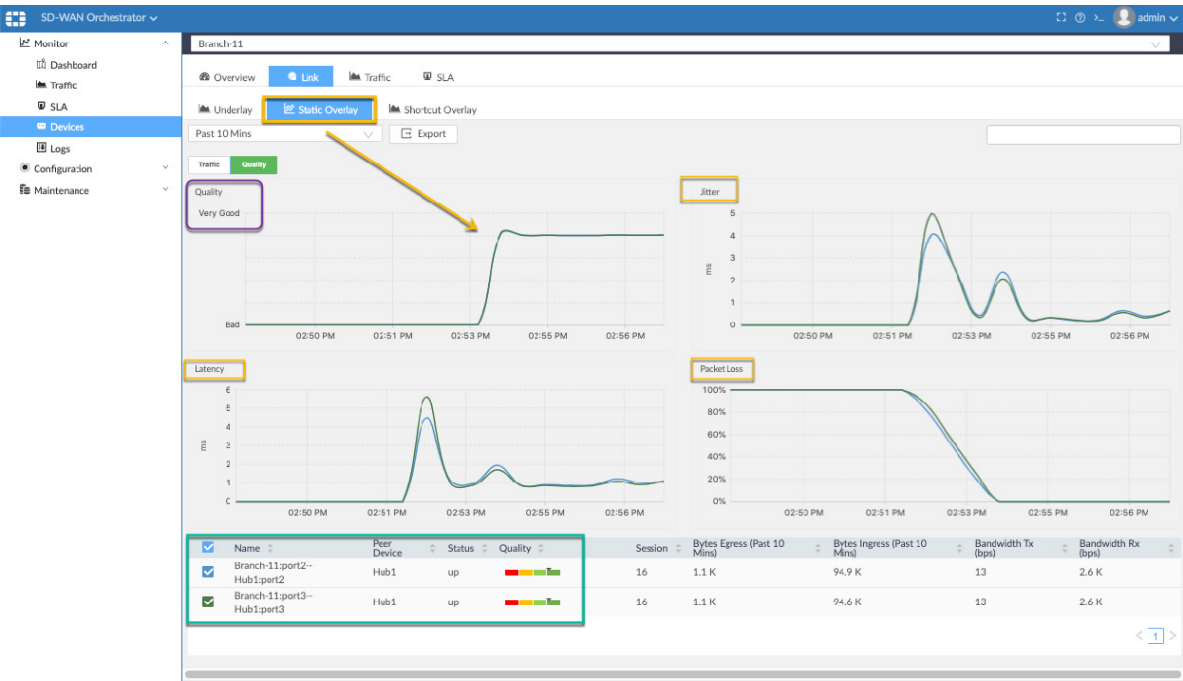 SD-WAN Orchestrator
admin
Monitor
Dashboard
Traffic
SLA
Devices
Logs
Configuration
Maintenance
Branch-11
Overview
Link
Traffic
SLA
Underlay
Static Overlay
Shortcut Overlay
Past 10 Mins
Export
Traffic
Quality
Quality
Very Good
Bad
02:50 PM 02:51 PM 02:53 PM 02:55 PM 02:56 PM
Jitter
5
4
3
2
1
0
ms
02:50 PM 02:51 PM 02:53 PM 02:55 PM 02:56 PM
Latency
6
5
4
3
2
1
0
ms
02:50 PM 02:51 PM 02:53 PM 02:55 PM 02:56 PM
Packet Loss
100%
80%
60%
40%
20%
0%
02:50 PM 02:51 PM 02:53 PM 02:55 PM 02:56 PM
Name
Peer
Device
Status
Quality
Session
Bytes Egress (Past 10
Mins)
Bytes Ingress (Past 10
Mins)
Bandwidth Tx
(bps)
Bandwidth Rx
(bps)
Branch-11:port2--
Hub1:port2
Hub1 up 16 1.1 K 94.9 K 13 2.6 K
Branch-11:port3--
Hub1:port3
Hub1 up 16 1.1 K 94.6 K 13 2.6 K
< 1 >